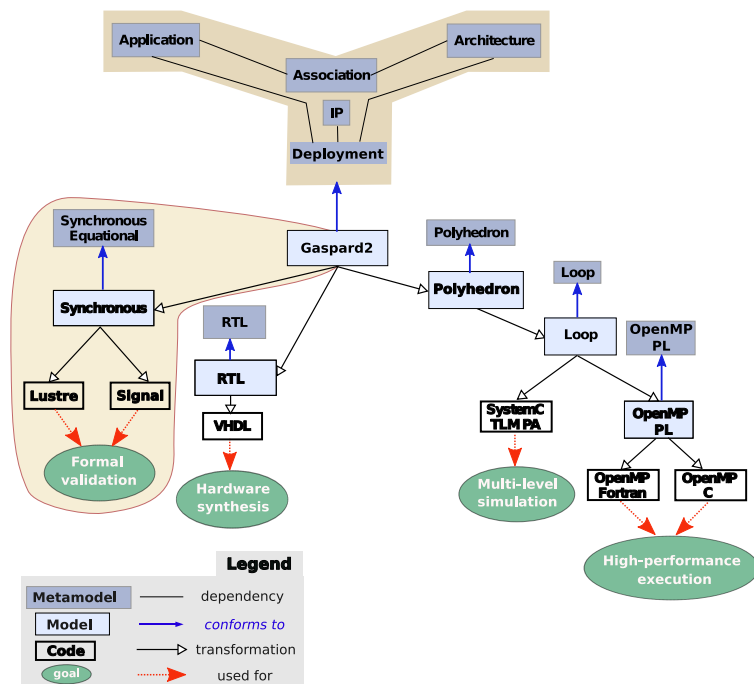 Application
Architecture
Association
IP
Deployment
Synchronous
Equational
Gaspard2
Polyhedron
Polyhedron
Loop
Synchronous
RTL
Loop
OpenMP
PL
RTL
Lustre
Signal
VHDL
SystemC
TLM PA
OpenMP
PL
Formal
validation
Hardware
synthesis
Multi-level
simulation
OpenMP
Fortran
OpenMP
C
High-performance
execution
Legend
Metamodel
dependency
Model
conforms to
Code
transformation
goal
used for